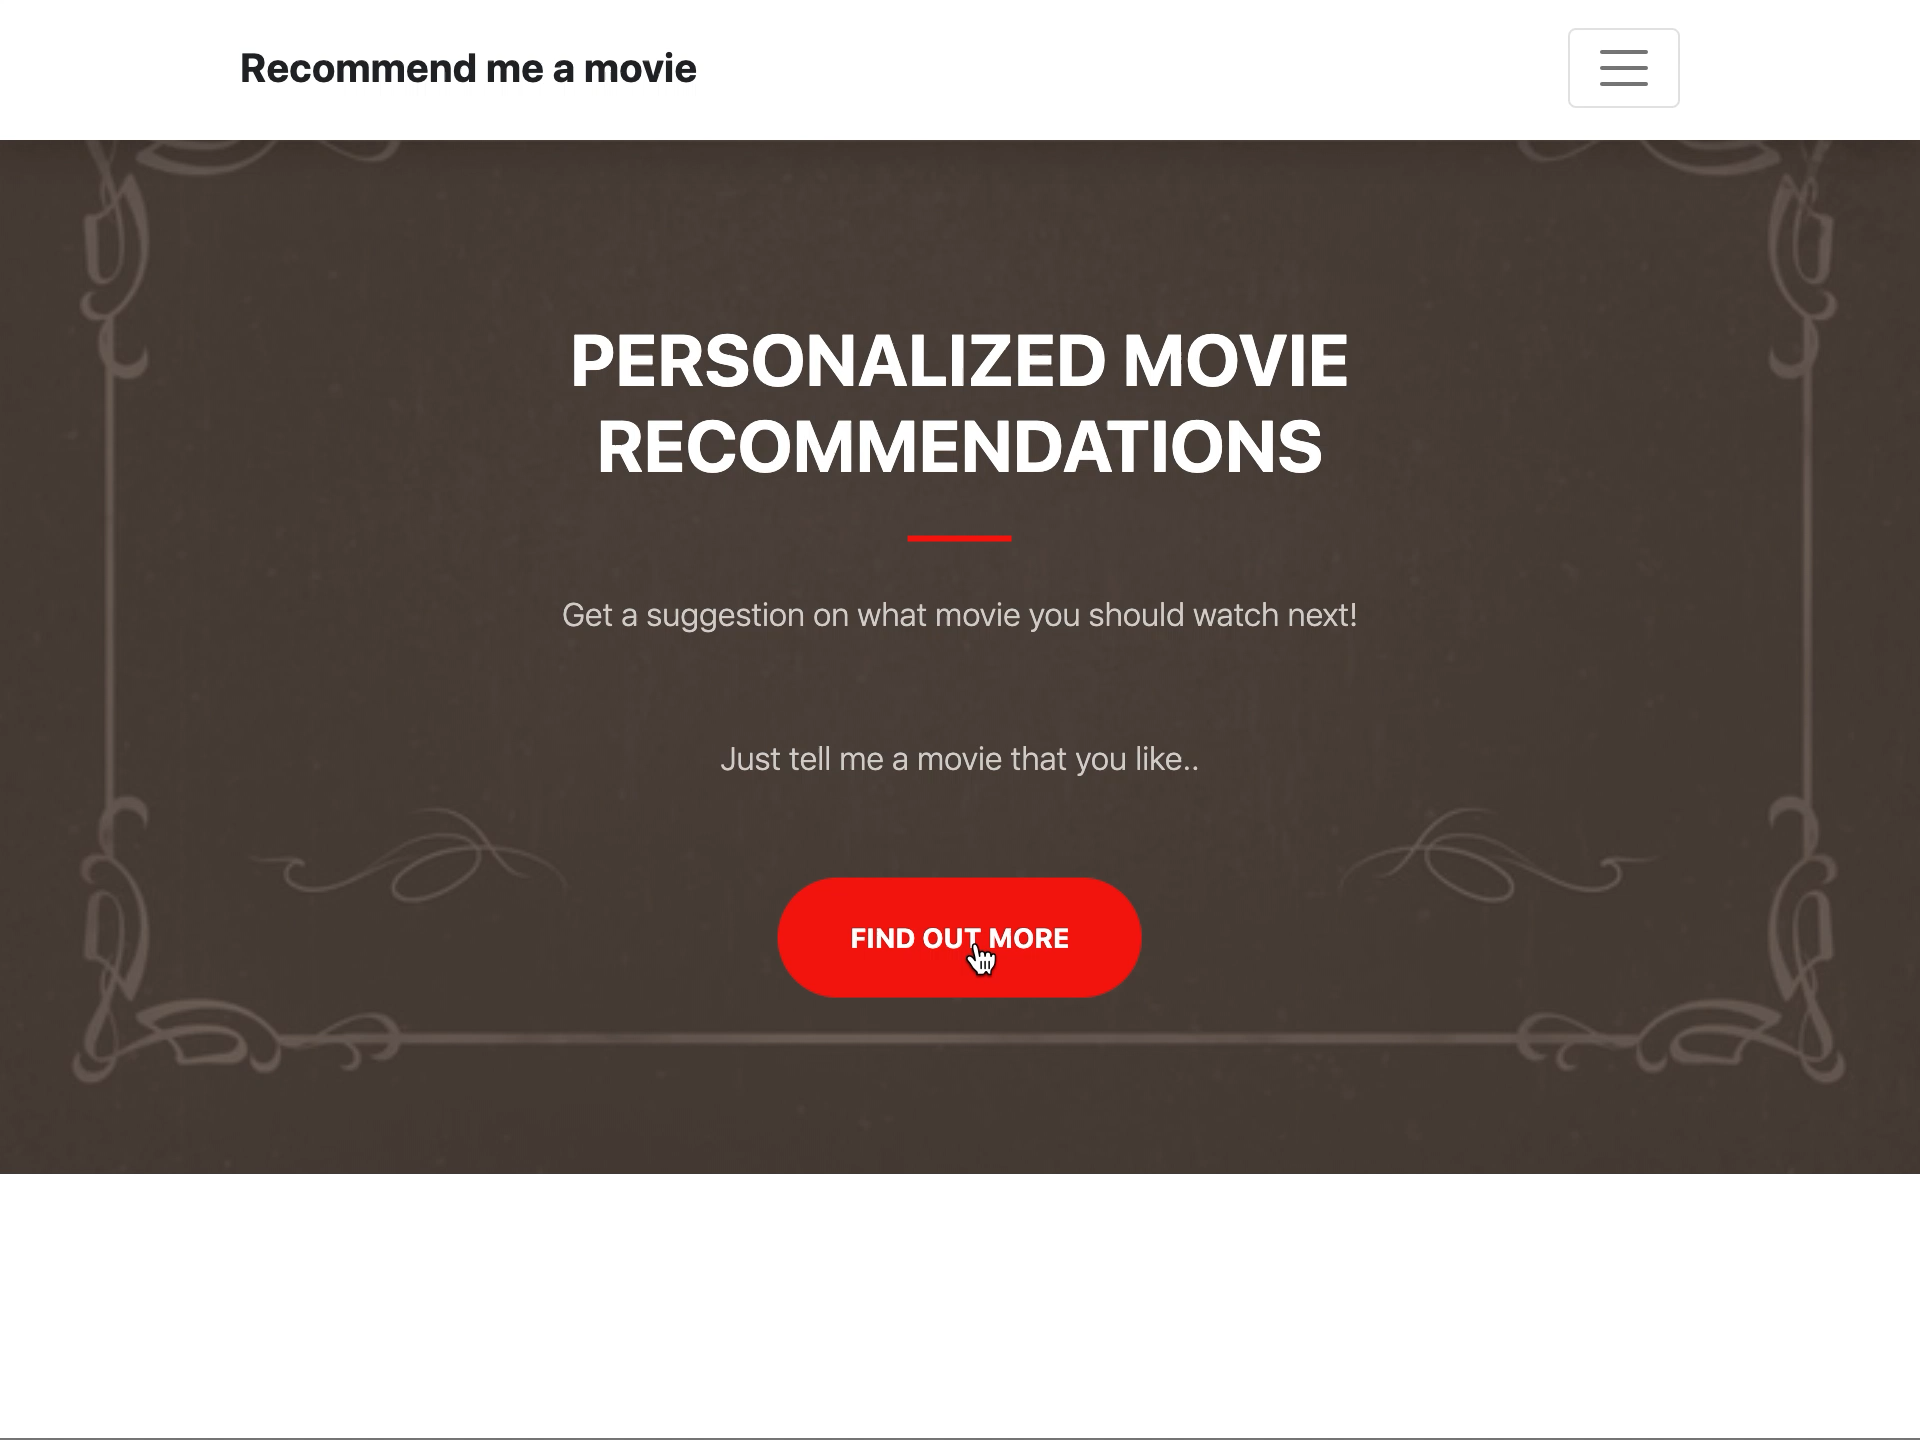 Recommend me a movie
PERSONALIZED MOVIE
RECOMMENDATIONS
Get a suggestion on what movie you should watch next!
Just tell me a movie that you like..
FIND OUT MORE